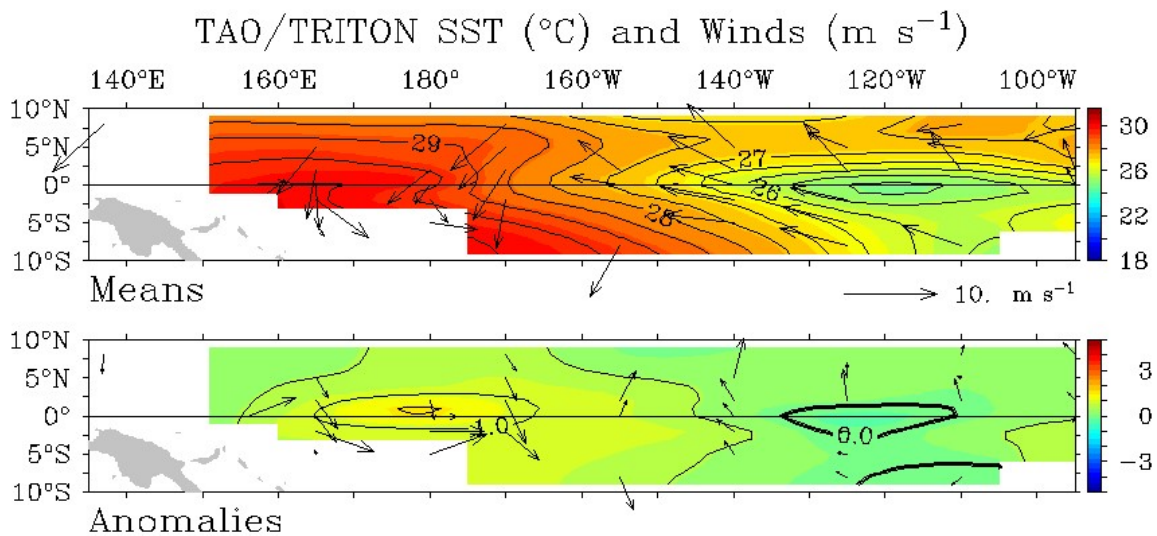 TAO/TRITON SST (°C) and Winds (m s⁻¹)
140°E 160°E 180° 160°W 140°W 120°W 100°W
10°N
5°N
0°
5°S
10°S
29
27
26
28
30
26
22
18
Means
10. m s⁻¹
10°N
5°N
0°
5°S
10°S
1.0
0.0
3
0
−3
Anomalies